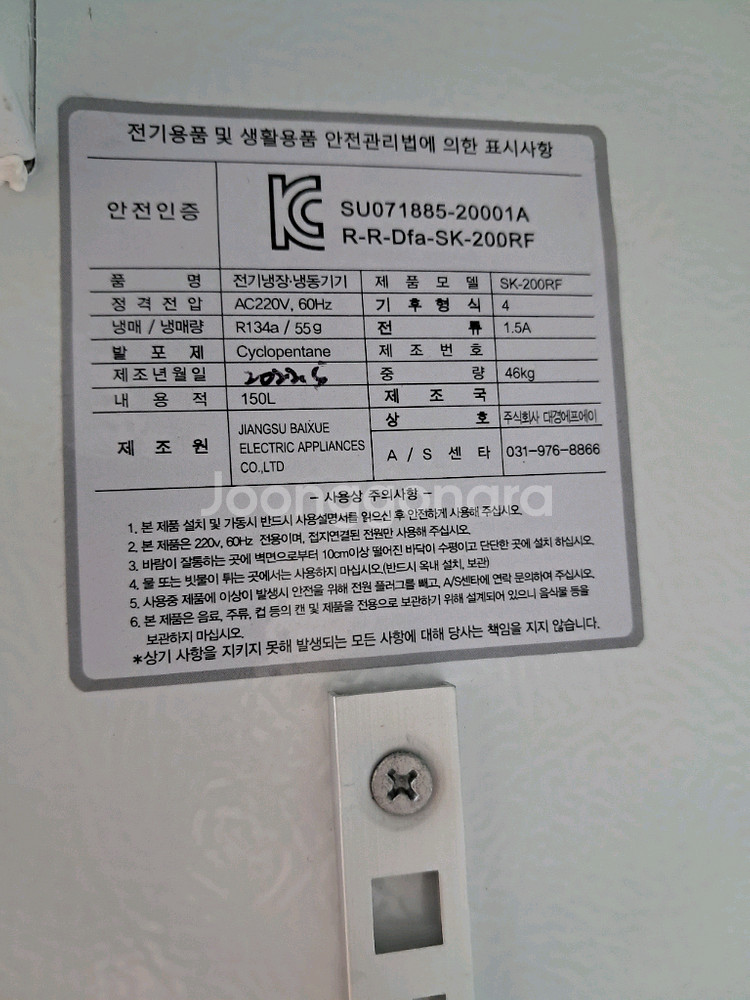 전기용품 및 생활용품 안전관리법에 의한 표시사항
안전인증
KC
SU071885-20001A
R-R-Dfa-SK-200RF
품 명 전기냉장·냉동기기 제 품 모 델 SK-200RF
정 격 전 압 AC220V, 60Hz 기 후 형 식 4
냉매 / 냉매량 R134a / 55g 전 류 1.5A
발 포 제 Cyclopentane 제 조 번 호
제조년월일 중 량 46kg
내 용 적 150L 제 조 국
제 조 원 JIANGSU BAIXUE
ELECTRIC APPLIANCES
CO.,LTD
상 호 주식회사 대경에프에이
A / S 센 타 031-976-8866
- 사용상 주의사항 -
1. 본 제품 설치 및 가동시 반드시 사용설명서를 읽으신 후 안전하게 사용해 주십시오.
2. 본 제품은 220v, 60Hz 전용이며, 접지연결된 전원만 사용해 주십시오.
3. 바람이 잘통하는 곳에 벽면으로부터 10cm이상 떨어진 바닥이 수평이고 단단한 곳에 설치 하십시오.
4. 물 또는 빗물이 튀는 곳에서는 사용하지 마십시오.(반드시 옥내 설치, 보관)
5. 사용중 제품에 이상이 발생시 안전을 위해 전원 플러그를 빼고, A/S센타에 연락 문의하여 주십시오.
6. 본 제품은 음료, 주류, 컵 등의 캔 및 제품을 전용으로 보관하기 위해 설계되어 있으니 음식물 등을
보관하지 마십시오.
*상기 사항을 지키지 못해 발생되는 모든 사항에 대해 당사는 책임을 지지 않습니다.
Joonggonara